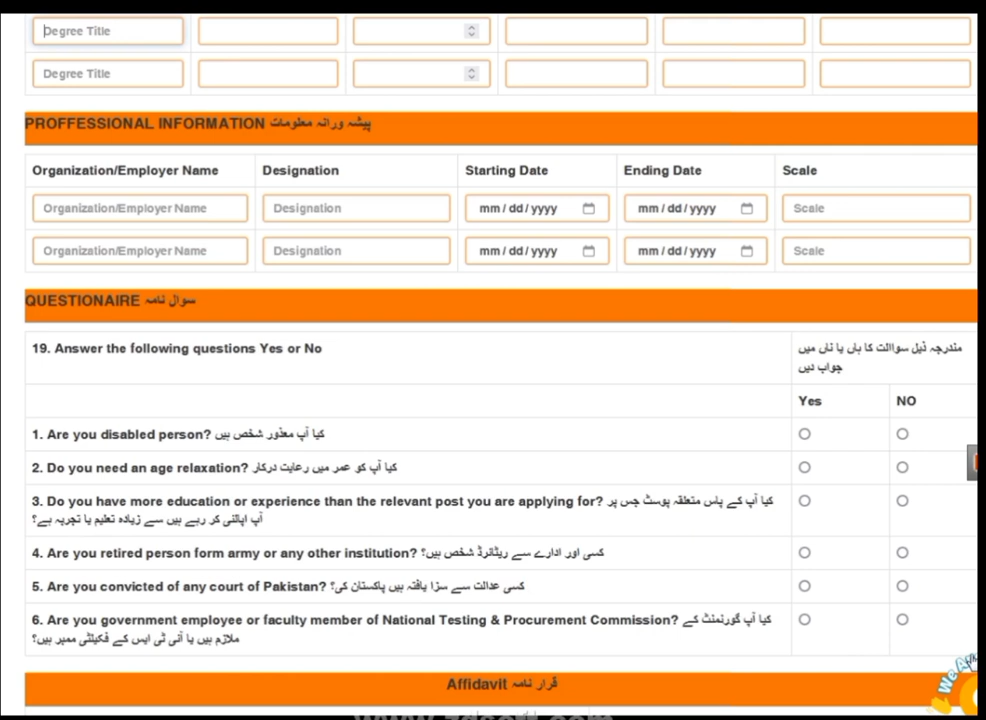 Degree Title
Degree Title
PROFFESSIONAL INFORMATION پیشہ ورانہ معلومات
Organization/Employer Name Designation Starting Date Ending Date Scale
Organization/Employer Name Designation mm/dd/yyyy mm/dd/yyyy Scale
Organization/Employer Name Designation mm/dd/yyyy mm/dd/yyyy Scale
QUESTIONAIRE سوال نامہ
19. Answer the following questions Yes or No
مندرجہ ذیل سواالت کا ہاں یا ناں میں
جواب دیں
Yes NO
1. Are you disabled person? کیا آپ معذور شخص ہیں
2. Do you need an age relaxation? کیا آپ کو عمر میں رعایت درکار
3. Do you have more education or experience than the relevant post you are applying for? کیا آپ کے پاس متعلقہ پوسٹ جس پر
آپ اپالئی کر رہے ہیں سے زیادہ تعلیم یا تجربہ ہے؟
4. Are you retired person form army or any other institution? کسی اور ادارے سے ریٹائرڈ شخص ہیں؟
5. Are you convicted of any court of Pakistan? کسی عدالت سے سزا یافتہ ہیں پاکستان کی؟
6. Are you government employee or faculty member of National Testing & Procurement Commission? کیا آپ گورنمنٹ کے
ملازم ہیں یا آئی ٹی ایس کے فکیلٹی ممبر ہیں؟
Affidavit قرار نامہ